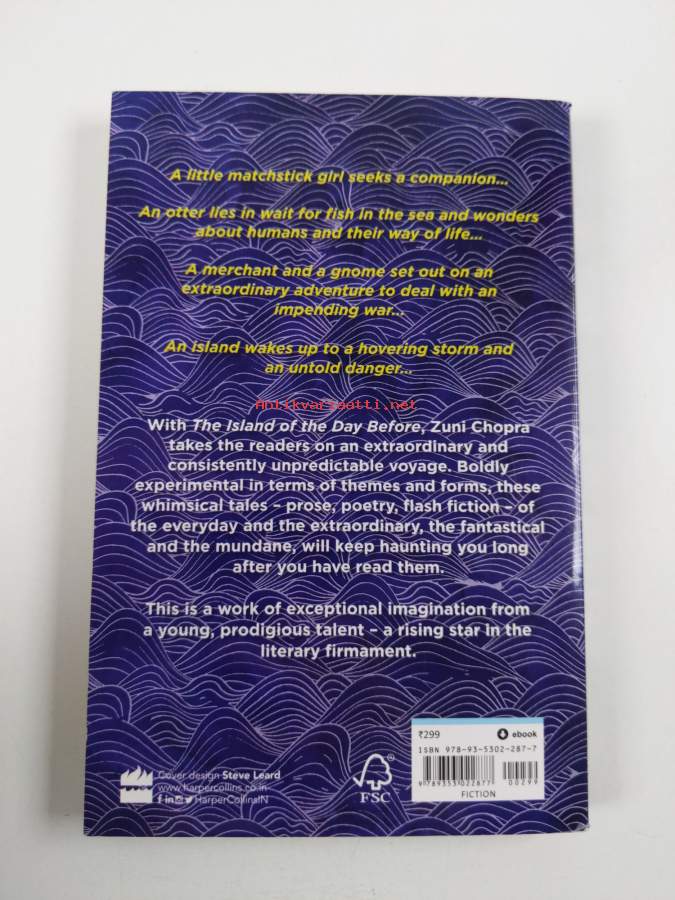 A little matchstick girl seeks a companion...
An otter lies in wait for fish in the sea and wonders
about humans and their way of life...
A merchant and a gnome set out on an
extraordinary adventure to deal with an
impending war...
An island wakes up to a hovering storm and
an untold danger...
Antikvariaatti.net
With The Island of the Day Before, Zuni Chopra
takes the readers on an extraordinary and
consistently unpredictable voyage. Boldly
experimental in terms of themes and forms, these
whimsical tales – prose, poetry, flash fiction – of
the everyday and the extraordinary, the fantastical
and the mundane, will keep haunting you long
after you have read them.
This is a work of exceptional imagination from
a young, prodigious talent – a rising star in the
literary firmament.
Cover design Steve Leard
www.harpercollins.co.in
HarperCollinsIN
FSC
®
₹299
ebook
ISBN 978-93-5302-287-7
9 789353 022877
00299
FICTION